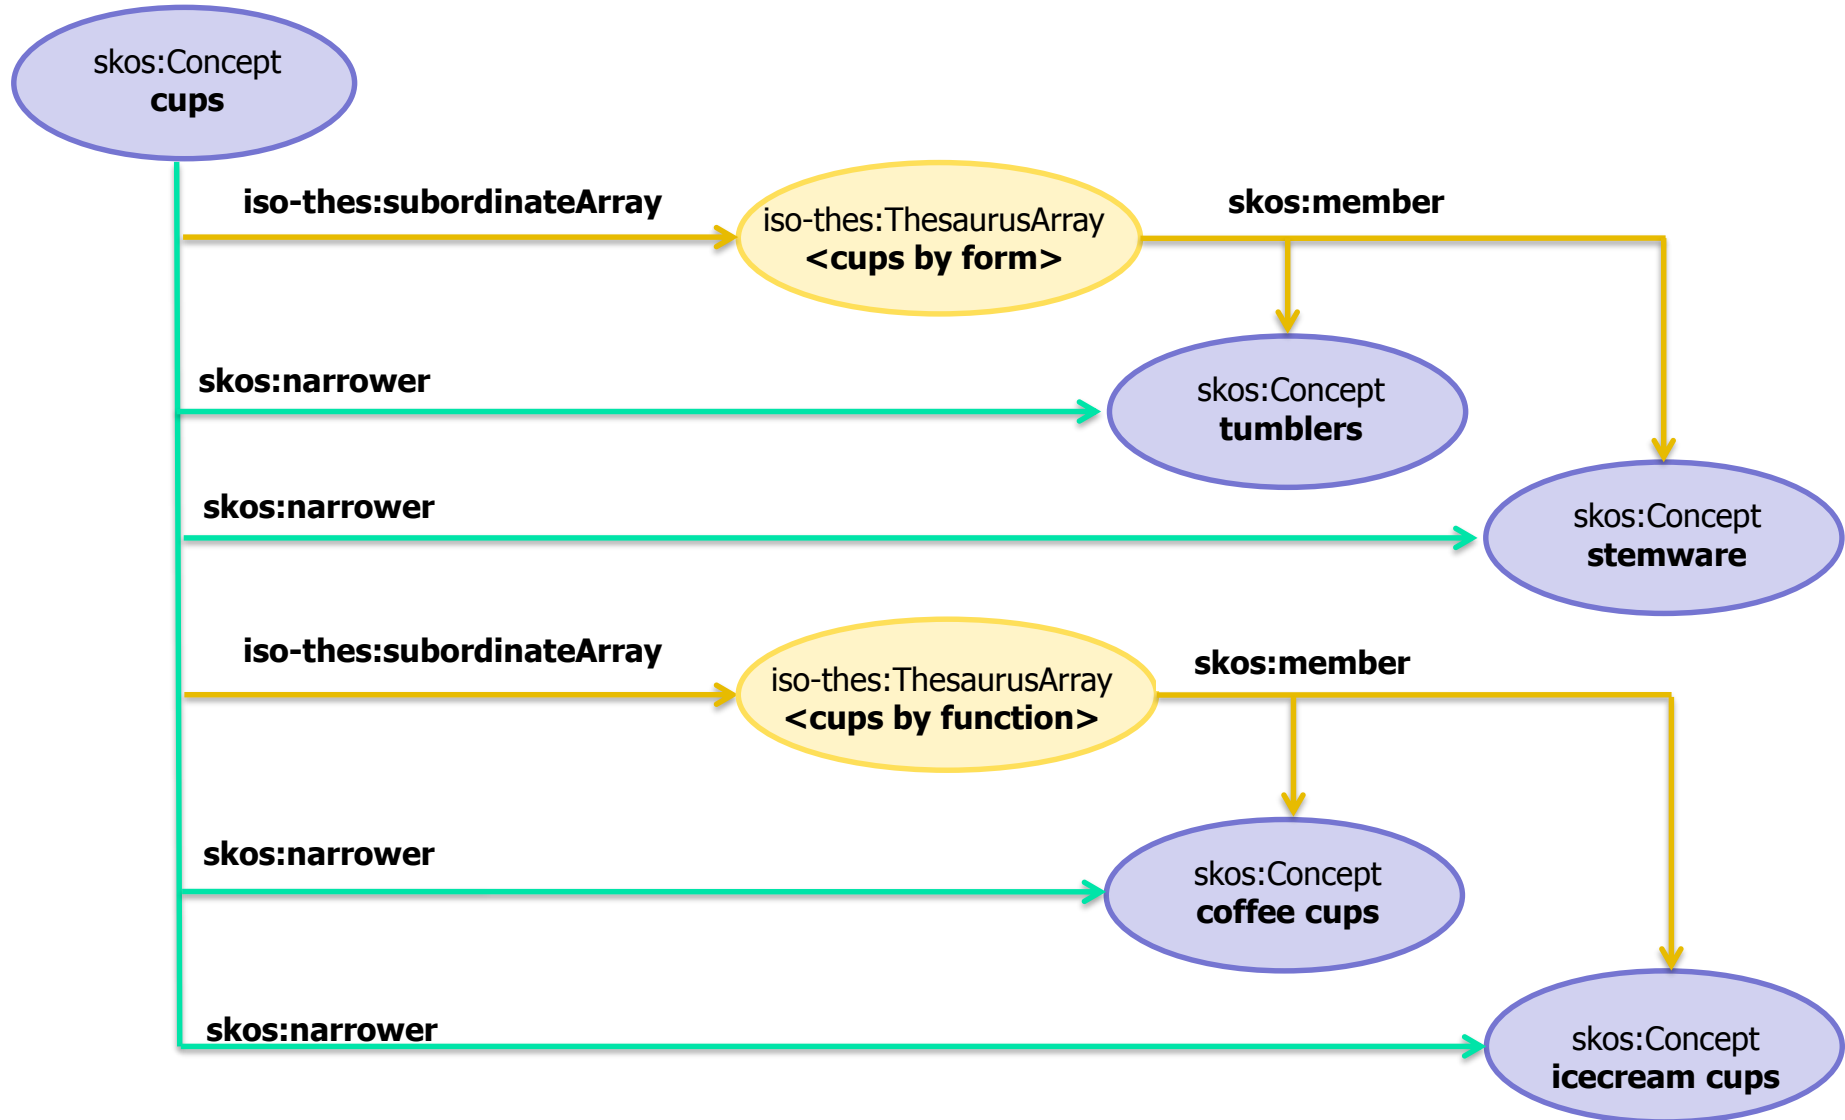 skos:Concept
cups
iso-thes:subordinateArray
iso-thes:ThesaurusArray
<cups by form>
skos:member
skos:narrower
skos:Concept
tumblers
skos:narrower
skos:Concept
stemware
iso-thes:subordinateArray
iso-thes:ThesaurusArray
<cups by function>
skos:member
skos:narrower
skos:Concept
coffee cups
skos:narrower
skos:Concept
icecream cups